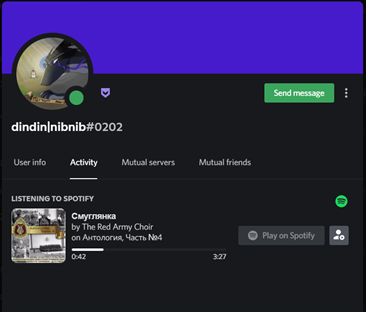 Send message
dindin|nibnib#0202
User info Activity Mutual servers Mutual friends
LISTENING TO SPOTIFY
Смуглянка
by The Red Army Choir
on Антология, Часть №4
Play on Spotify
0:42 3:27